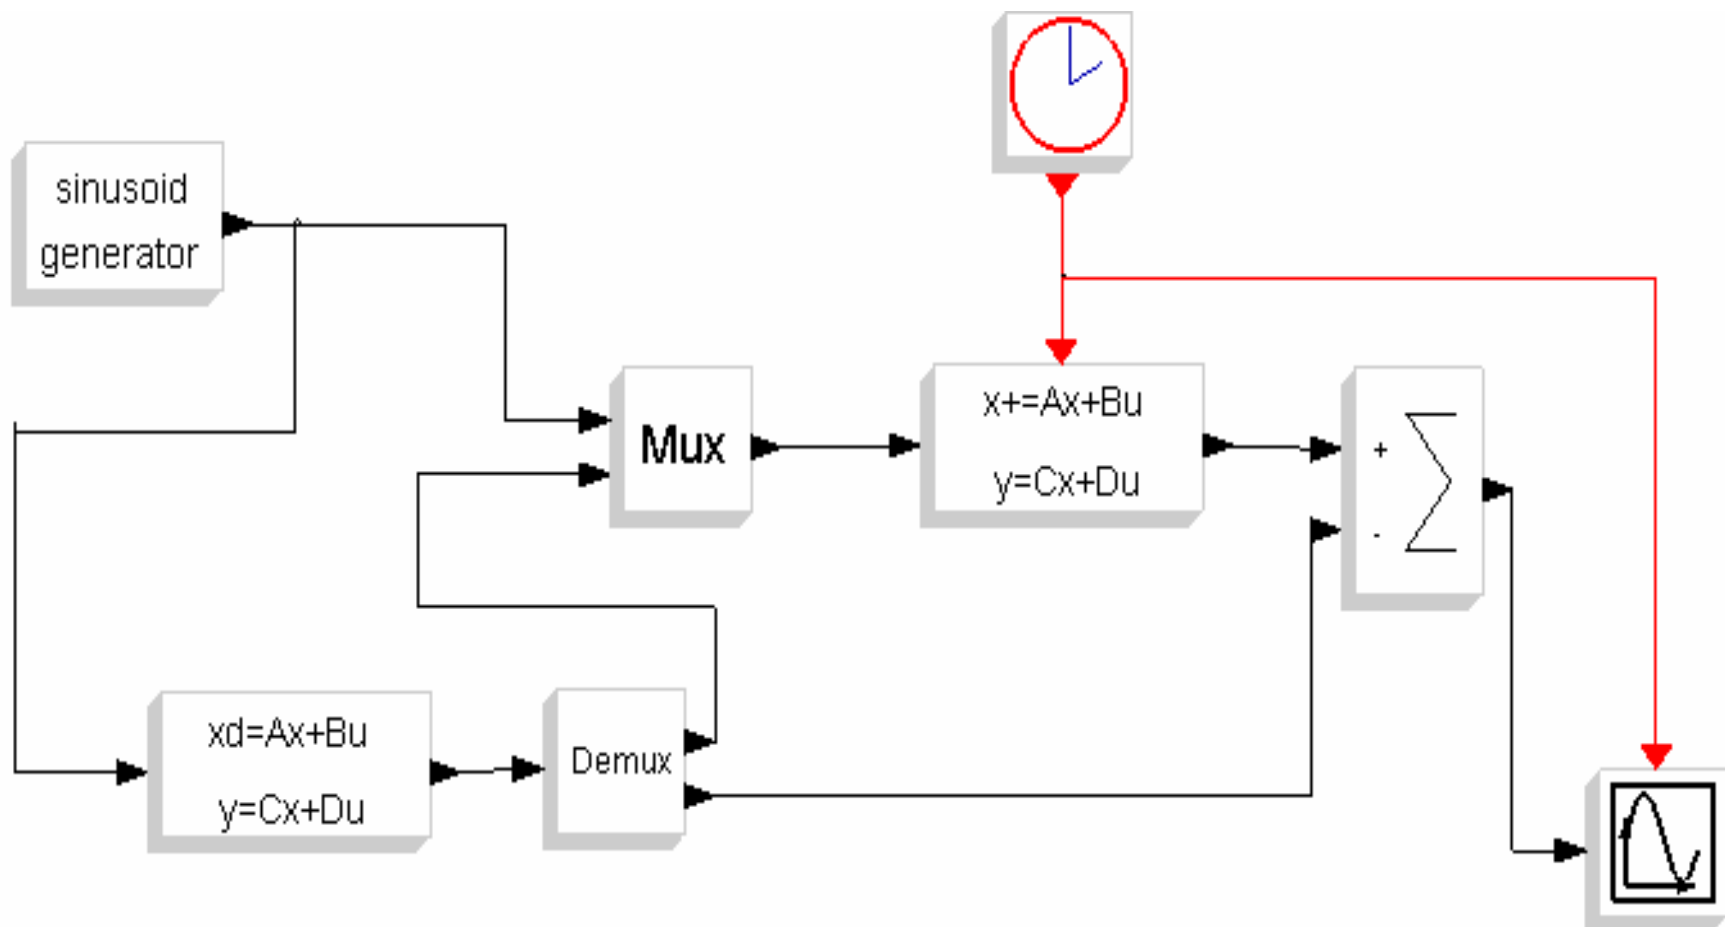 sinusoid
generator
Mux
x+=Ax+Bu
y=Cx+Du
+
-
xd=Ax+Bu
y=Cx+Du
Demux